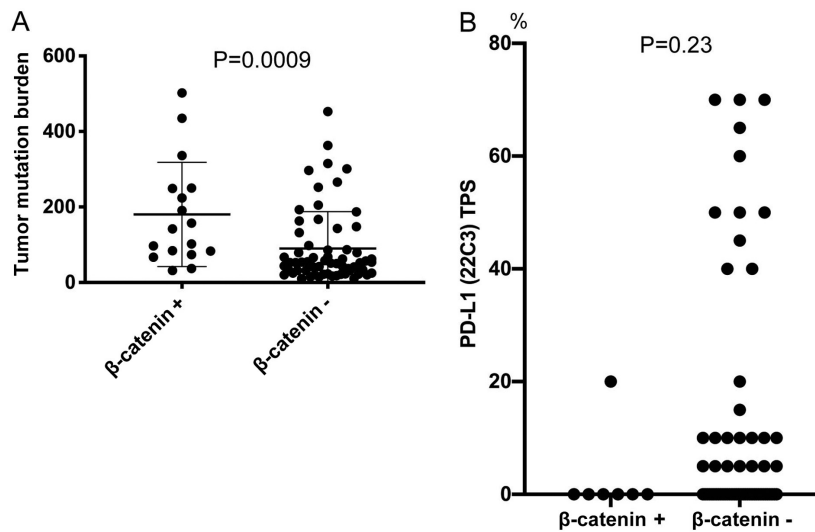 A
P=0.0009
Tumor mutation burden
600
400
200
0
β-catenin +
β-catenin -
B
%
P=0.23
PD-L1 (22C3) TPS
80
60
40
20
0
β-catenin +
β-catenin -